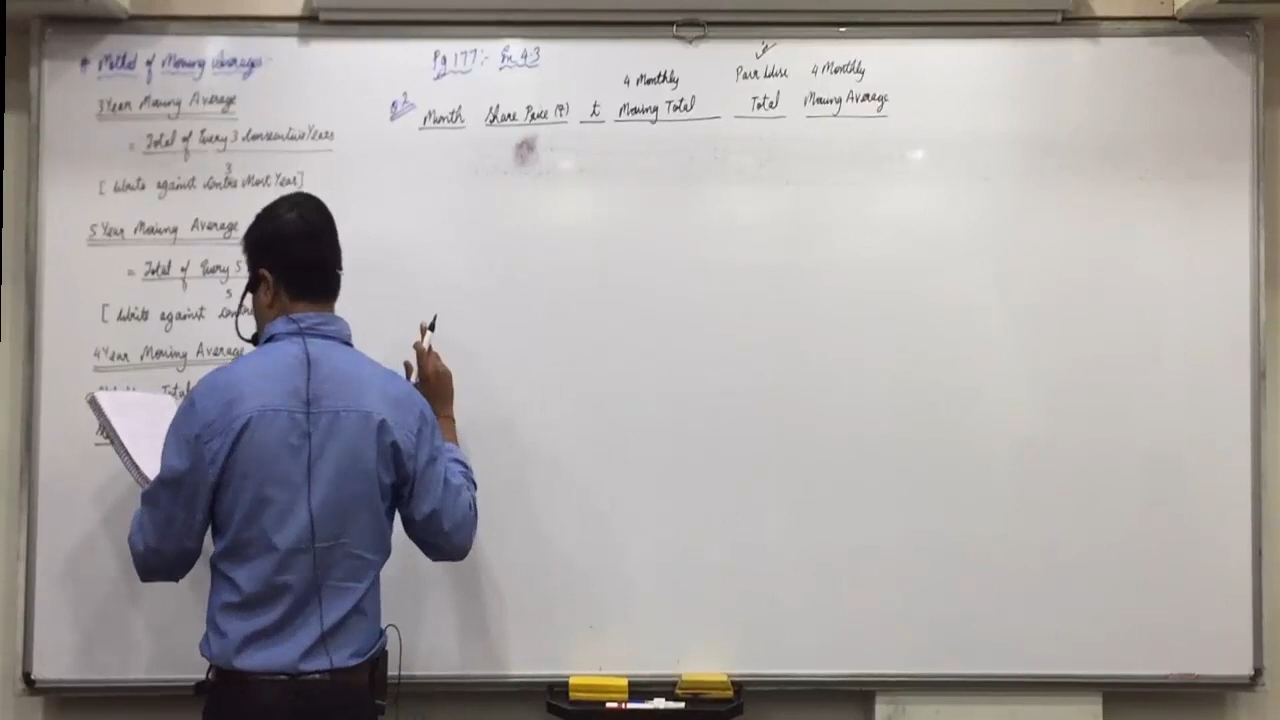 # Method of Moving Averages:-
3 Year Moving Average
= Total of Every 3 Consecutive Years
3
[ Write against Centre Most Year]
5 Year Moving Average
= Total of Every 5
5
[ Write against
4 Year Moving Average
Total
Pg 177:- Ex 4.3
Q 2
Month
Share Price (₹)
t
4 Monthly
Moving Total
Pair Wise
Total
4 Monthly
Moving Average